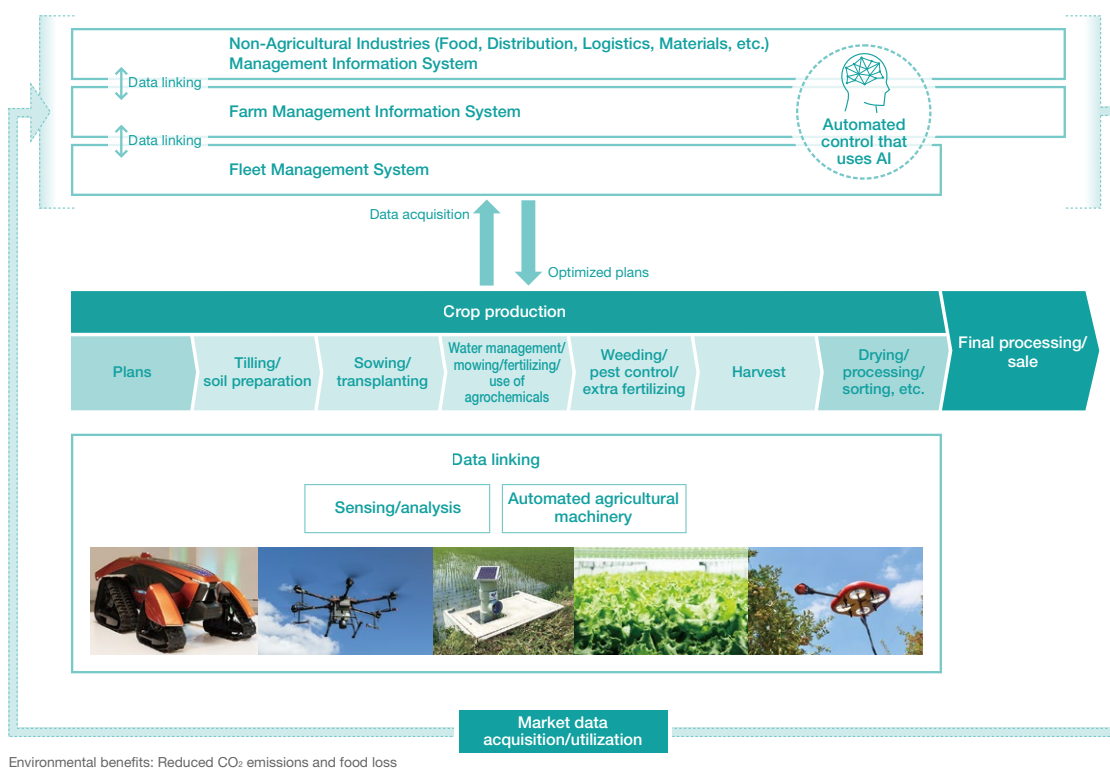 Non-Agricultural Industries (Food, Distribution, Logistics, Materials, etc.)
Management Information System
Data linking
Farm Management Information System
Data linking
Fleet Management System
Automated
control that
uses AI
Data acquisition
Optimized plans
Crop production
Plans
Tilling/
soil preparation
Sowing/
transplanting
Water management/
mowing/fertilizing/
use of
agrochemicals
Weeding/
pest control/
extra fertilizing
Harvest
Drying/
processing/
sorting, etc.
Final processing/
sale
Data linking
Sensing/analysis
Automated agricultural
machinery
Market data
acquisition/utilization
Environmental benefits: Reduced CO₂ emissions and food loss